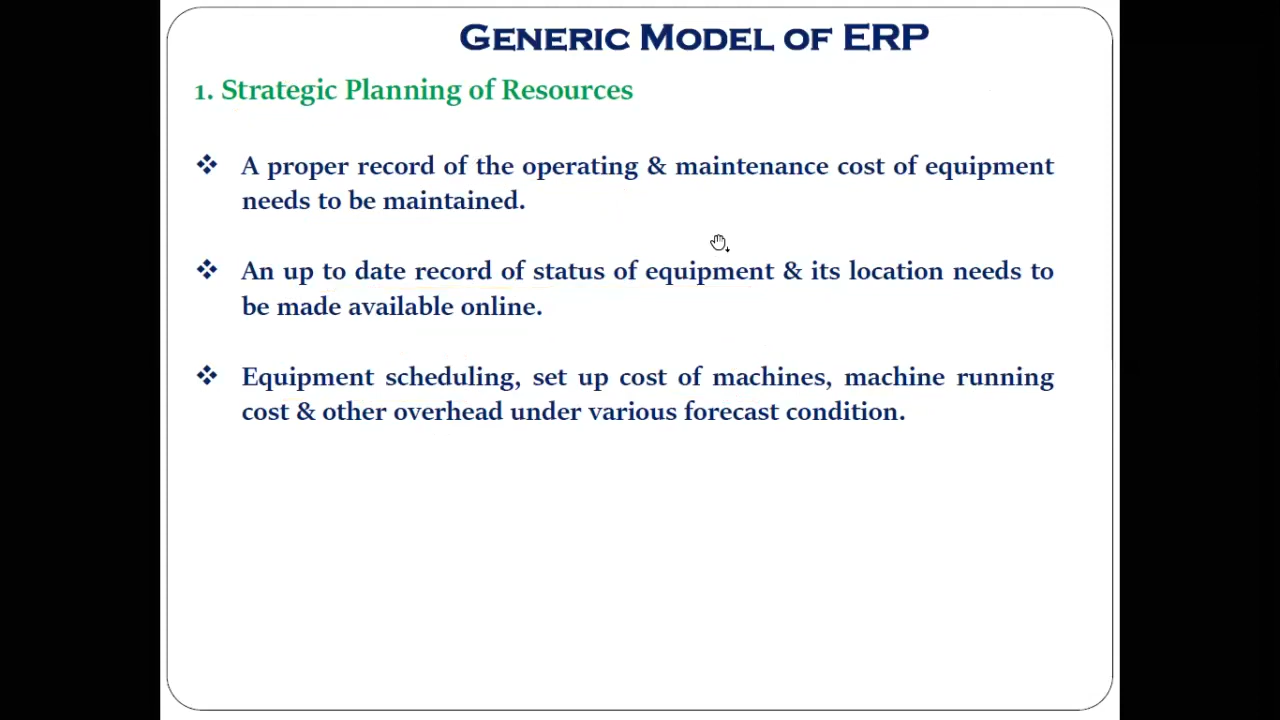 GENERIC MODEL OF ERP
1. Strategic Planning of Resources
❖ A proper record of the operating & maintenance cost of equipment
needs to be maintained.
❖ An up to date record of status of equipment & its location needs to
be made available online.
❖ Equipment scheduling, set up cost of machines, machine running
cost & other overhead under various forecast condition.